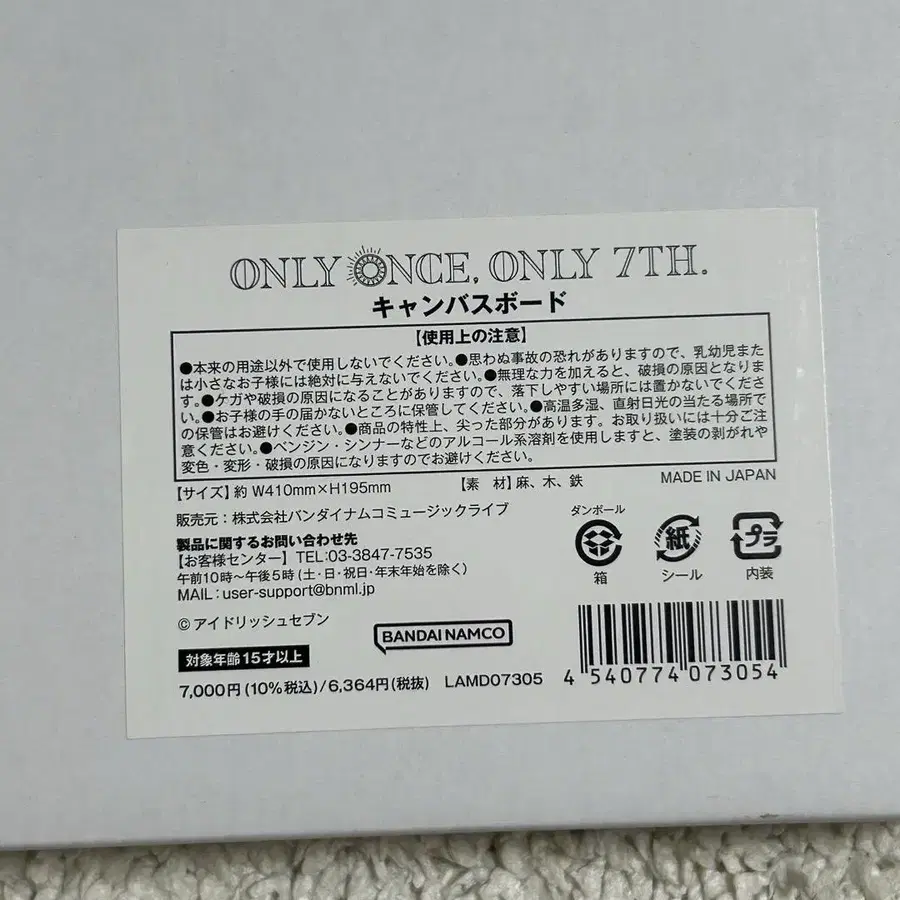 ONLY ONCE, ONLY 7TH.
キャンバスボード
【使用上の注意】
●本来の用途以外で使用しないでください。●思わぬ事故の恐れがありますので、乳幼児また
は小さなお子様には絶対に与えないでください。●無理な力を加えると、破損の原因となりま
す。●ケガや破損の原因になることがありますので、落下しやすい場所には置かないでくださ
い。●お子様の手の届かないところに保管してください。●高温多湿、直射日光の当たる場所で
の保管はお避けください。●商品の特性上、尖った部分があります。お取り扱いには十分ご注
意ください。●ベンジン・シンナーなどのアルコール系溶剤を使用しますと、塗装の剥がれや
変色・変形・破損の原因になりますのでお避けください。
【サイズ】約 W410mm×H195mm 【素 材】麻、木、鉄 MADE IN JAPAN
販売元:株式会社バンダイナムコミュージックライブ
製品に関するお問い合わせ先
【お客様センター】TEL:03-3847-7535
午前10時〜午後5時(土・日・祝日・年末年始を除く)
MAIL:user-support@bnml.jp
ダンボール
箱
紙
シール
プラ
内装
© アイドリッシュセブン
BANDAI NAMCO
対象年齢15才以上
7,000円(10%税込)/6,364円(税抜) LAMD07305
4 540774 073054